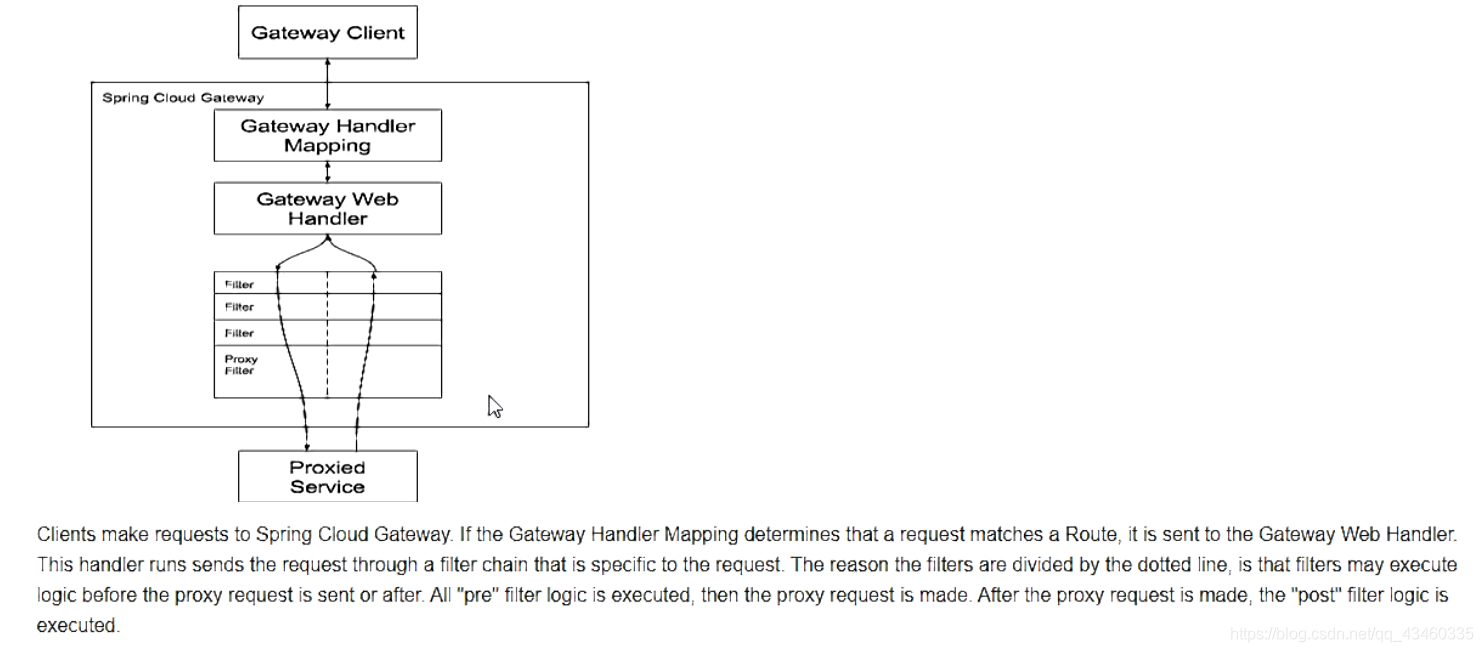 Gateway Client
Spring Cloud Gateway
Gateway Handler
Mapping
Gateway Web
Handler
Filter
Filter
Filter
Proxy
Filter
Proxied
Service
Clients make requests to Spring Cloud Gateway. If the Gateway Handler Mapping determines that a request matches a Route, it is sent to the Gateway Web Handler.
This handler runs sends the request through a filter chain that is specific to the request. The reason the filters are divided by the dotted line, is that filters may execute
logic before the proxy request is sent or after. All "pre" filter logic is executed, then the proxy request is made. After the proxy request is made, the "post" filter logic is
executed.
https://blog.csdn.net/qq_43460335